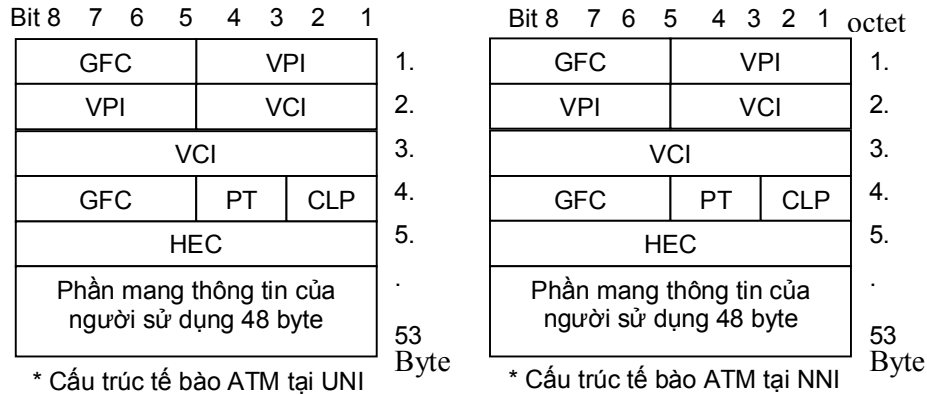 Bit 8 7 6 5 4 3 2 1
GFC VPI 1.
VPI VCI 2.
VCI 3.
GFC PT CLP 4.
HEC 5.
Phần mang thông tin của .
người sử dụng 48 byte
53
Byte
* Cấu trúc tế bào ATM tại UNI
Bit 8 7 6 5 4 3 2 1 octet
GFC VPI 1.
VPI VCI 2.
VCI 3.
GFC PT CLP 4.
HEC 5.
Phần mang thông tin của .
người sử dụng 48 byte
53
Byte
* Cấu trúc tế bào ATM tại NNI